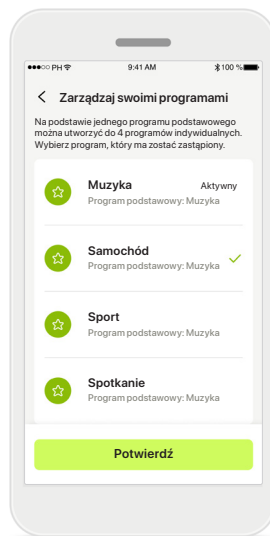 PH 9:41 AM 100 %
Zarządzaj swoimi programami
Na podstawie jednego programu podstawowego
można utworzyć do 4 programów indywidualnych.
Wybierz program, który ma zostać zastąpiony.
Muzyka Aktywny
Program podstawowy: Muzyka
Samochód
Program podstawowy: Muzyka
Sport
Program podstawowy: Muzyka
Spotkanie
Program podstawowy: Muzyka
Potwierdź